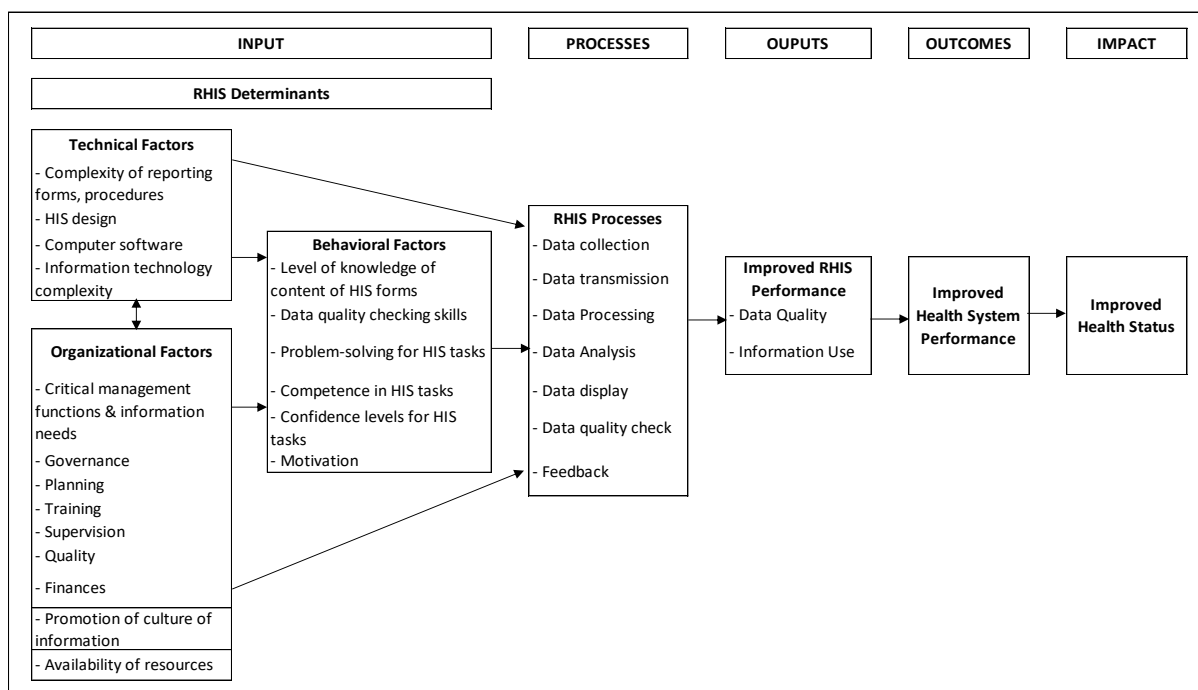 INPUT
PROCESSES
OUPUTS
OUTCOMES
IMPACT
RHIS Determinants
Technical Factors
- Complexity of reporting
forms, procedures
- HIS design
- Computer software
- Information technology
complexity
Organizational Factors
- Critical management
functions & information
needs
- Governance
- Planning
- Training
- Supervision
- Quality
- Finances
- Promotion of culture of
information
- Availability of resources
Behavioral Factors
- Level of knowledge of
content of HIS forms
- Data quality checking skills
- Problem-solving for HIS tasks
- Competence in HIS tasks
- Confidence levels for HIS
tasks
- Motivation
RHIS Processes
- Data collection
- Data transmission
- Data Processing
- Data Analysis
- Data display
- Data quality check
- Feedback
Improved RHIS
Performance
- Data Quality
- Information Use
Improved
Health System
Performance
Improved
Health Status